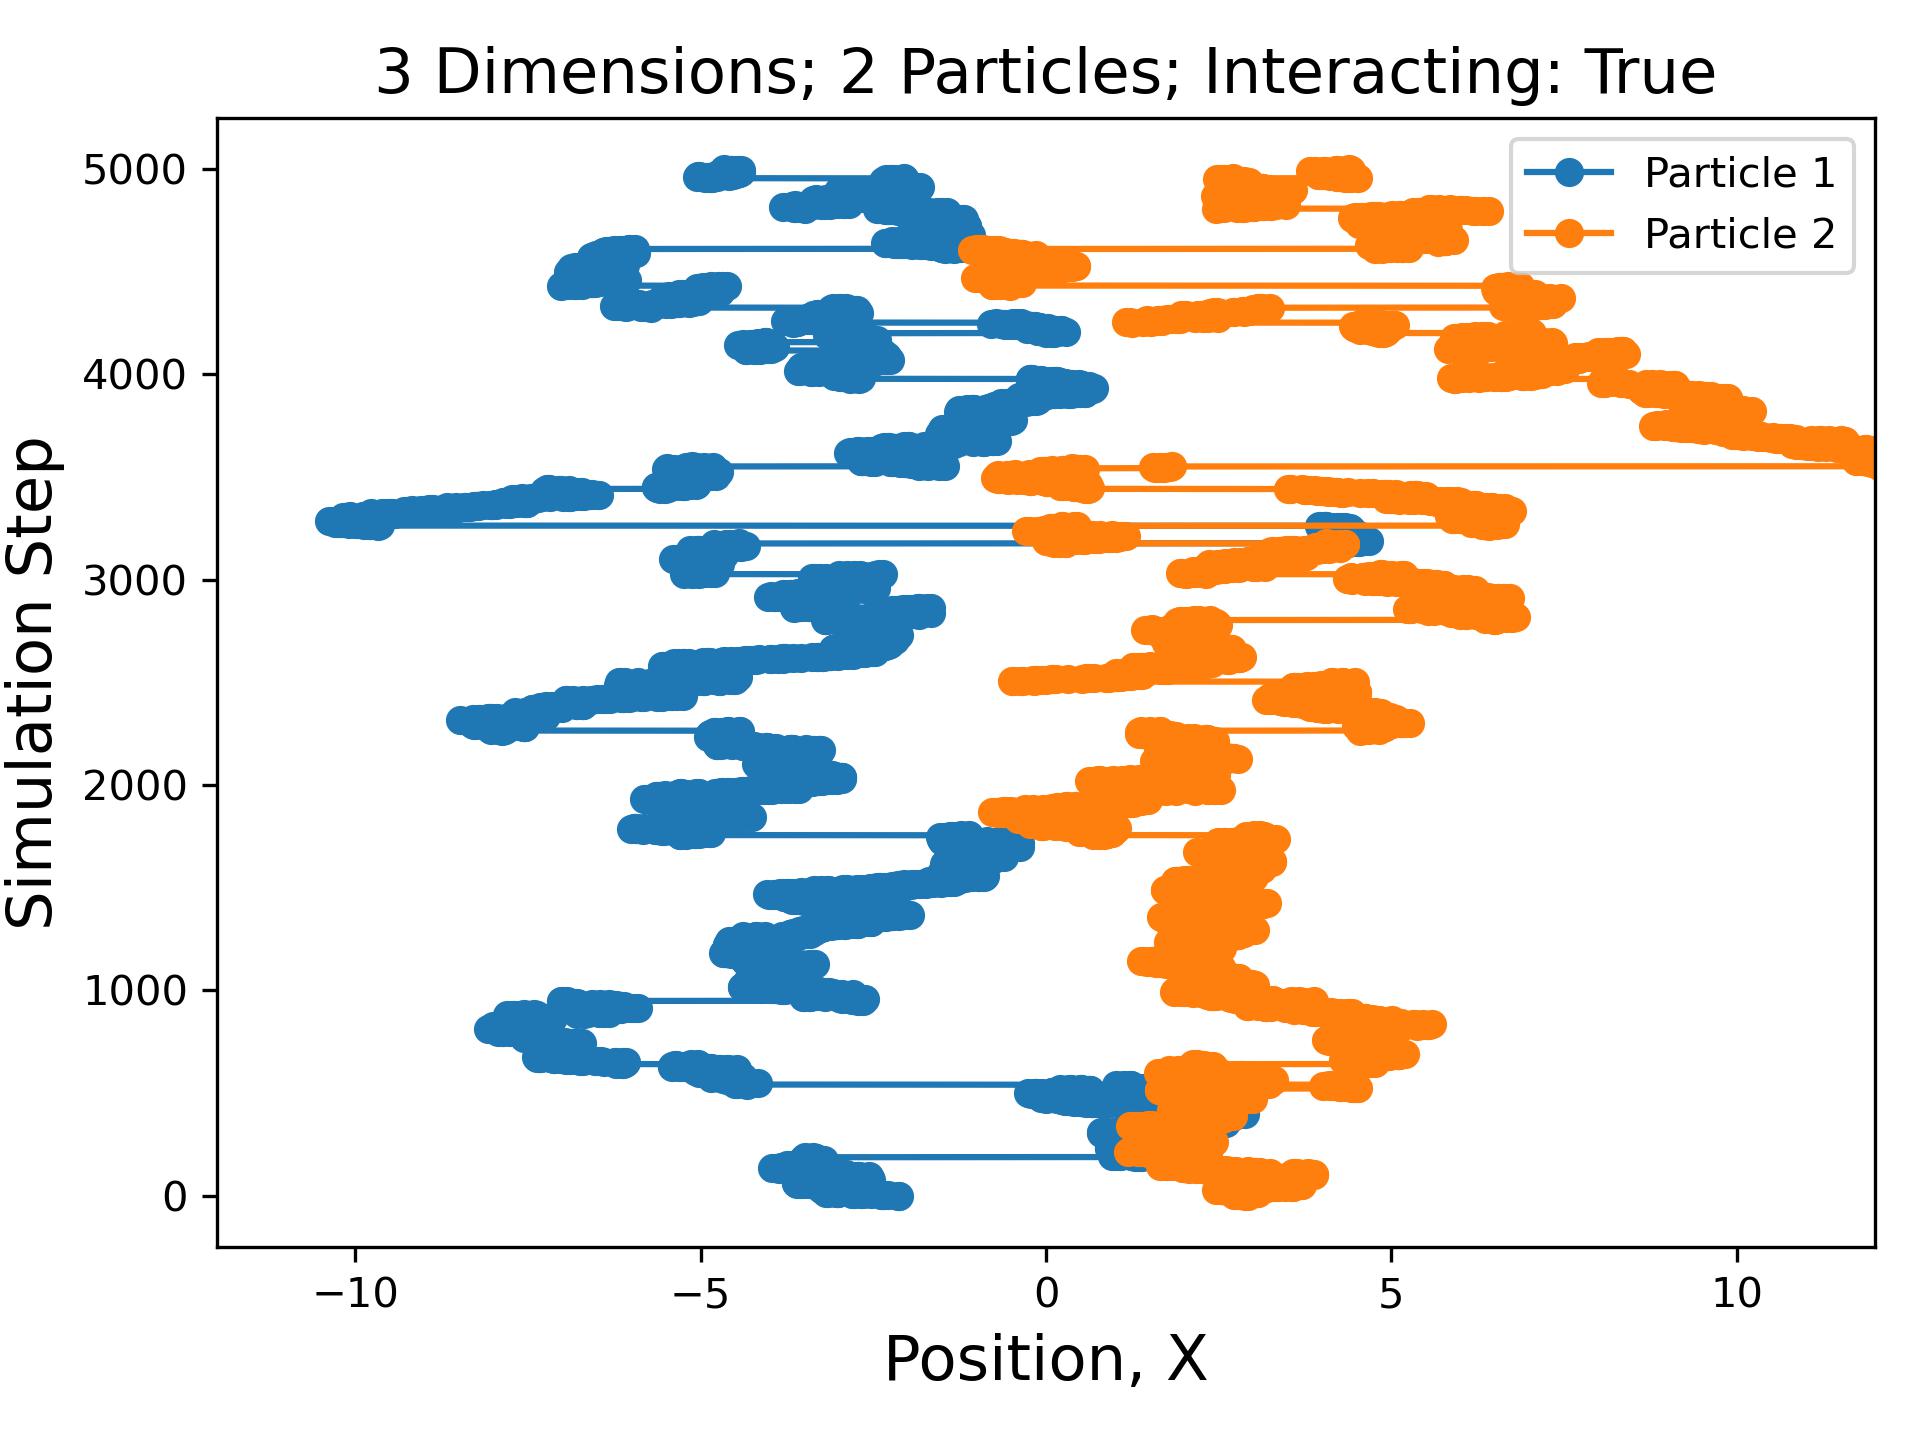 3 Dimensions; 2 Particles; Interacting: True
Particle 1
Particle 2
Simulation Step
5000
4000
3000
2000
1000
0
−10
−5
0
5
10
Position, X